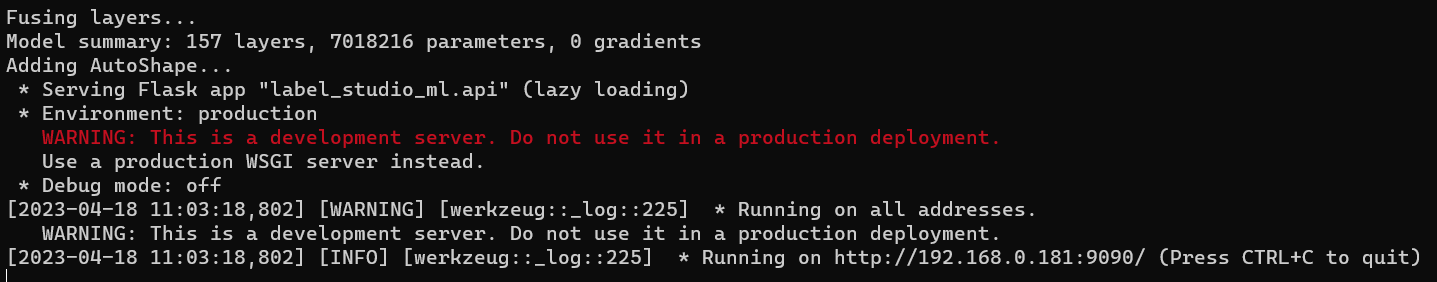 Fusing layers...
Model summary: 157 layers, 7018216 parameters, 0 gradients
Adding AutoShape...
 * Serving Flask app "label_studio_ml.api" (lazy loading)
 * Environment: production
   WARNING: This is a development server. Do not use it in a production deployment.
   Use a production WSGI server instead.
 * Debug mode: off
[2023-04-18 11:03:18,802] [WARNING] [werkzeug::_log::225]  * Running on all addresses.
   WARNING: This is a development server. Do not use it in a production deployment.
[2023-04-18 11:03:18,802] [INFO] [werkzeug::_log::225]  * Running on http://192.168.0.181:9090/ (Press CTRL+C to quit)